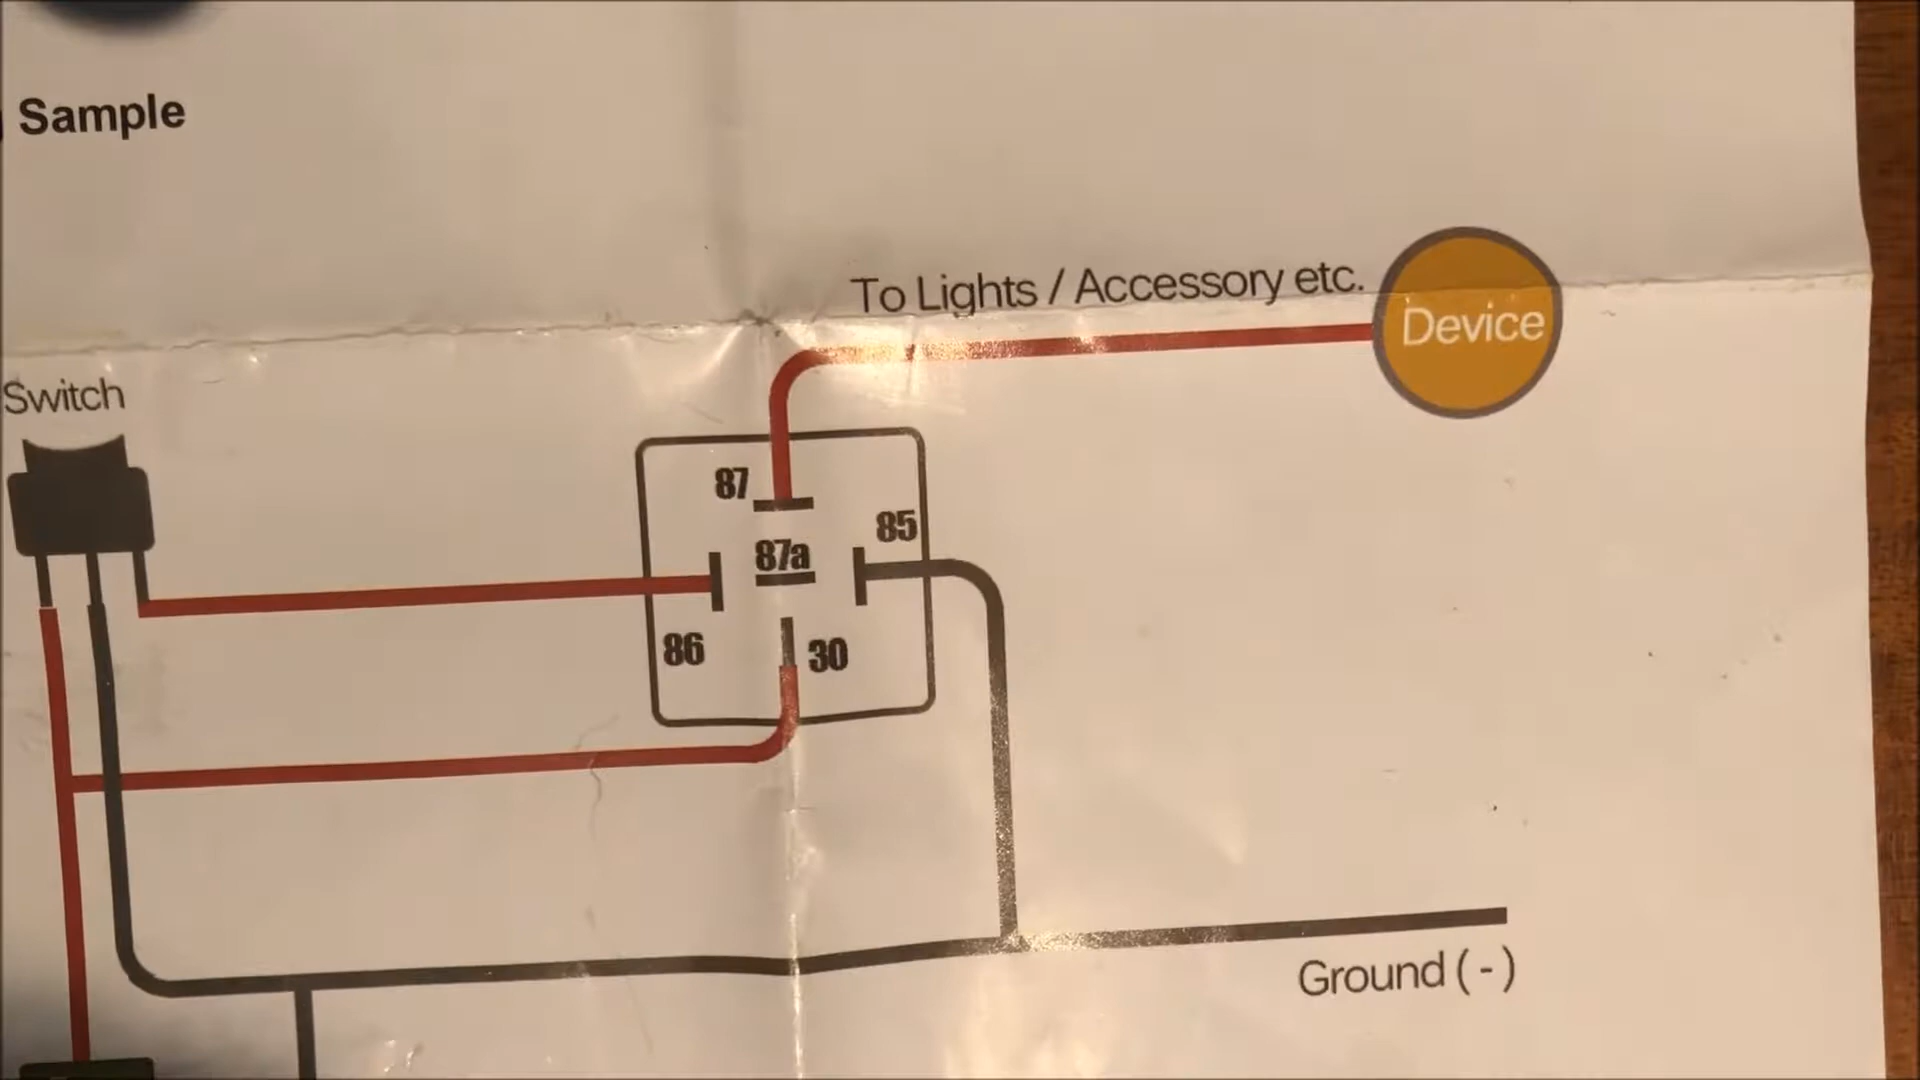 Sample
To Lights / Accessory etc.
Device
Switch
87
85
87a
86
30
Ground ( - )